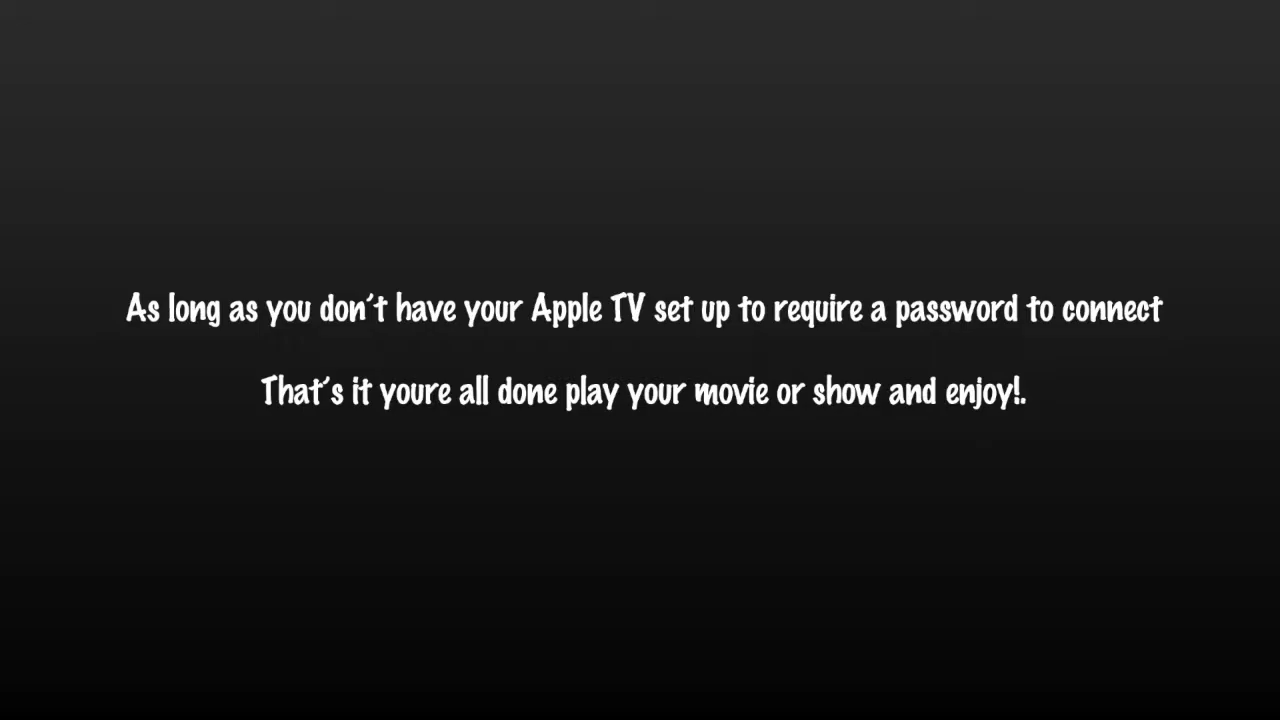 As long as you don’t have your Apple TV set up to require a password to connect
That’s it youre all done play your movie or show and enjoy!.